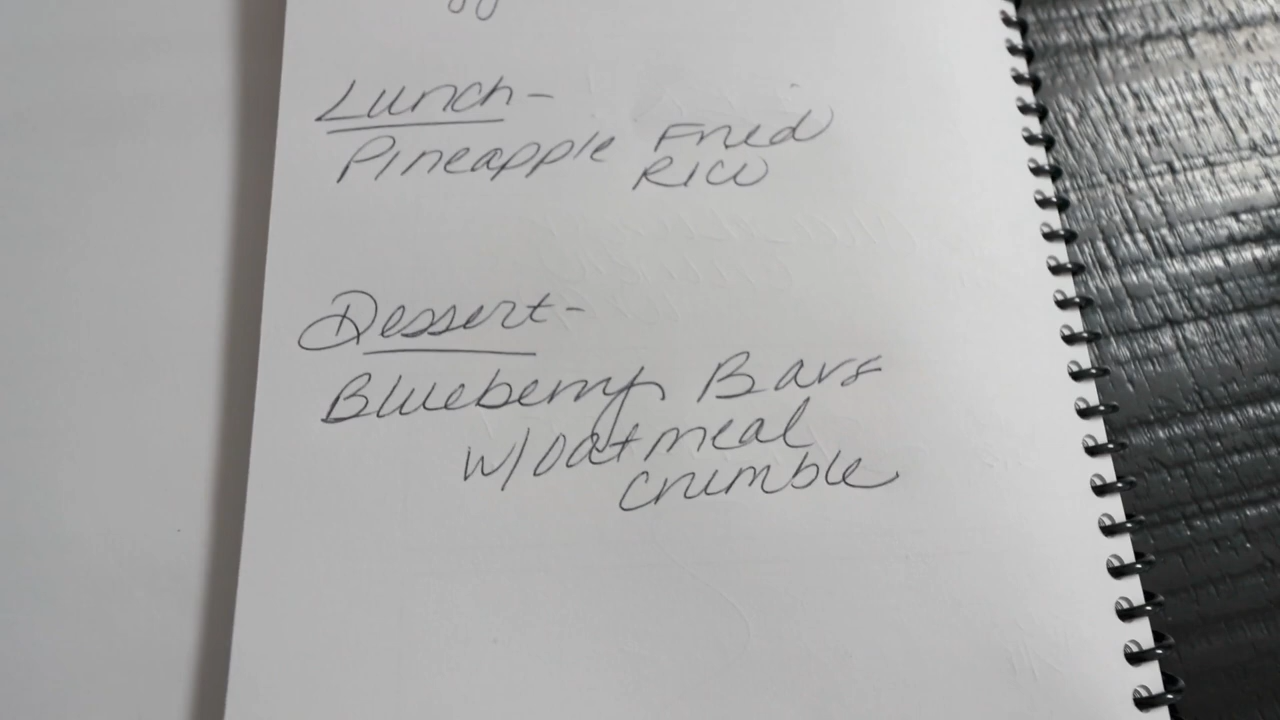 Lunch-
Pineapple Fried
Rice
Dessert-
Blueberry Bars
w/oatmeal
crumble